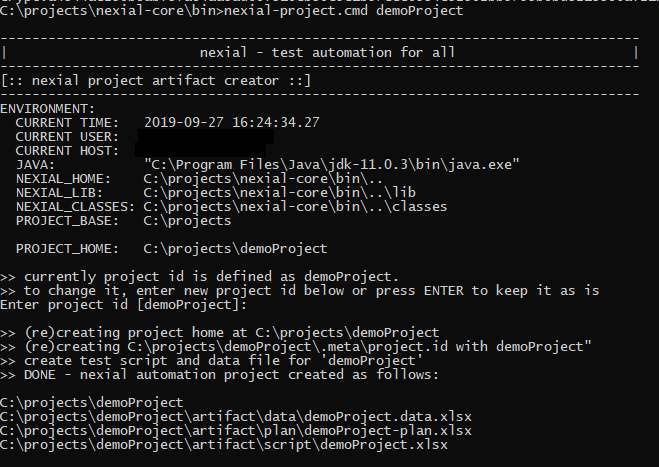 C:\projects\nexial-core\bin>nexial-project.cmd demoProject
--------------------------------------------------------------------------------
|                        nexial - test automation for all                      |
--------------------------------------------------------------------------------
[:: nexial project artifact creator ::]
--------------------------------------------------------------------------------
ENVIRONMENT:
  CURRENT TIME:   2019-09-27 16:24:34.27
  CURRENT USER:
  CURRENT HOST:
  JAVA:           "C:\Program Files\Java\jdk-11.0.3\bin\java.exe"
  NEXIAL_HOME:    C:\projects\nexial-core\bin\..
  NEXIAL_LIB:     C:\projects\nexial-core\bin\..\lib
  NEXIAL_CLASSES: C:\projects\nexial-core\bin\..\classes
  PROJECT_BASE:   C:\projects
  PROJECT_HOME:   C:\projects\demoProject
>> currently project id is defined as demoProject.
>> to change it, enter new project id below or press ENTER to keep it as is
Enter project id [demoProject]:
>> (re)creating project home at C:\projects\demoProject
>> (re)creating C:\projects\demoProject\.meta\project.id with demoProject"
>> create test script and data file for 'demoProject'
>> DONE - nexial automation project created as follows:
C:\projects\demoProject
C:\projects\demoProject\artifact\data\demoProject.data.xlsx
C:\projects\demoProject\artifact\plan\demoProject-plan.xlsx
C:\projects\demoProject\artifact\script\demoProject.xlsx